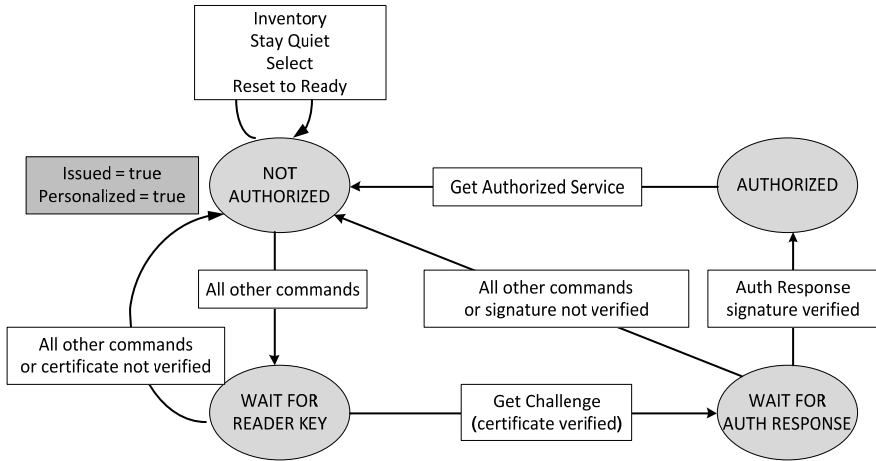 Inventory
Stay Quiet
Select
Reset to Ready
Issued = true
Personalized = true
NOT
AUTHORIZED
Get Authorized Service
AUTHORIZED
All other commands
All other commands
or signature not verified
Auth Response
signature verified
All other commands
or certificate not verified
WAIT FOR
READER KEY
Get Challenge
(certificate verified)
WAIT FOR
AUTH RESPONSE